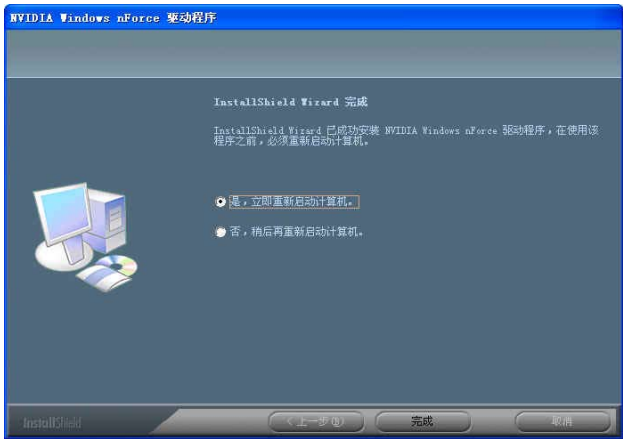 NVIDIA Windows nForce 驱动程序
InstallShield Wizard 完成
InstallShield Wizard 已成功安装 NVIDIA Windows nForce 驱动程序，在使用该
程序之前，必须重新启动计算机。
是，立即重新启动计算机。
否，稍后再重新启动计算机。
InstallShield
<上一步(B)
完成
取消